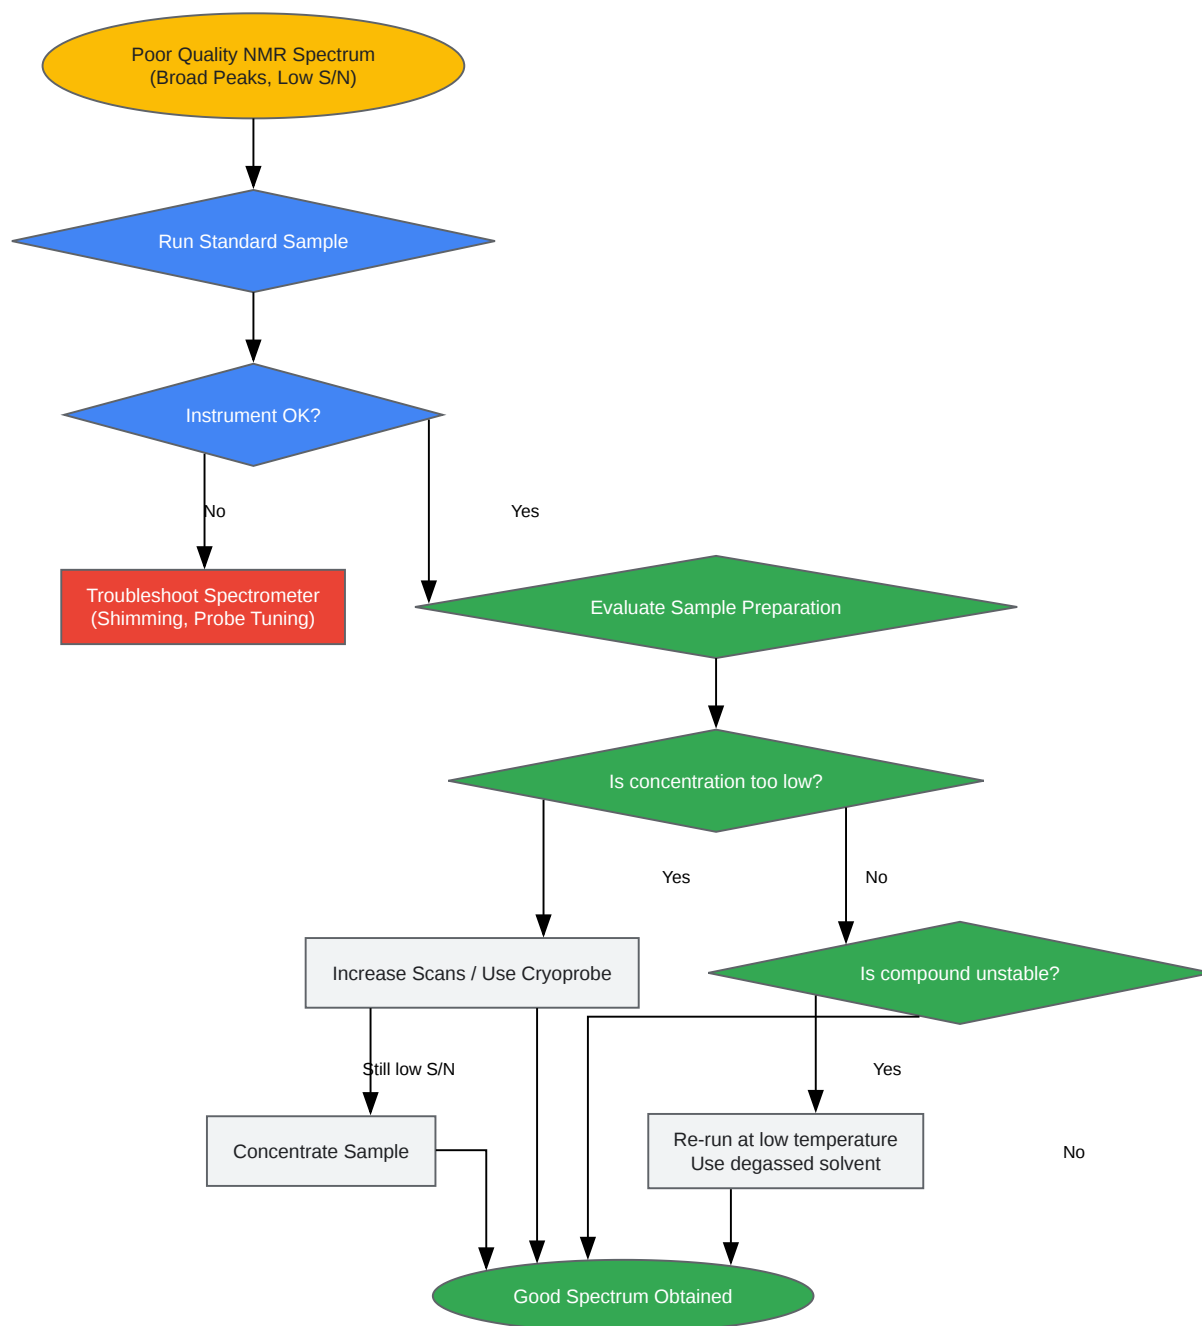 Poor Quality NMR Spectrum
(Broad Peaks, Low S/N)
Run Standard Sample
Instrument OK?
No
Yes
Troubleshoot Spectrometer
(Shimming, Probe Tuning)
Evaluate Sample Preparation
Is concentration too low?
Yes
No
Increase Scans / Use Cryoprobe
Is compound unstable?
Still low S/N
Yes
Concentrate Sample
Re-run at low temperature
Use degassed solvent
No
Good Spectrum Obtained